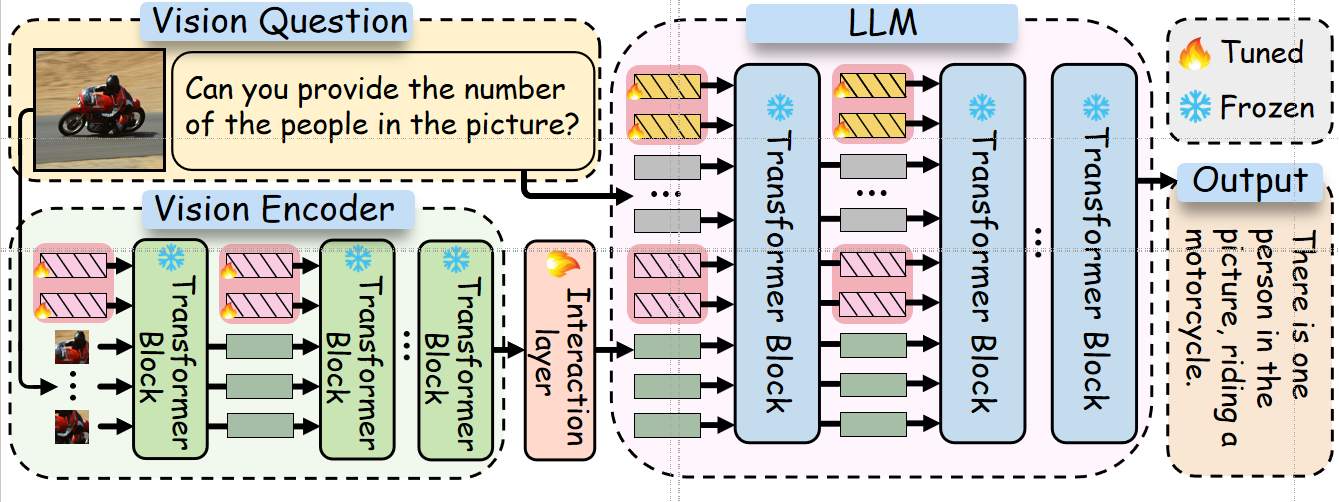 Vision Question
Can you provide the number
of the people in the picture?
Vision Encoder
Transformer
Block
Transformer
Block
...
Transformer
Block
Interaction
layer
LLM
...
Transformer Block
...
Transformer Block
...
Transformer Block
Tuned
Frozen
Output
There is one
person in the
picture, riding a
motorcycle.